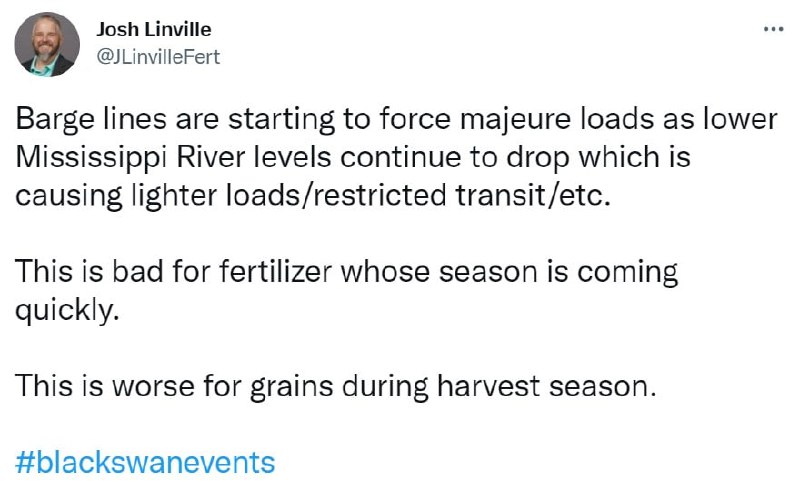 Josh Linville
@JLinvilleFert
Barge lines are starting to force majeure loads as lower
Mississippi River levels continue to drop which is
causing lighter loads/restricted transit/etc.
This is bad for fertilizer whose season is coming
quickly.
This is worse for grains during harvest season.
#blackswanevents